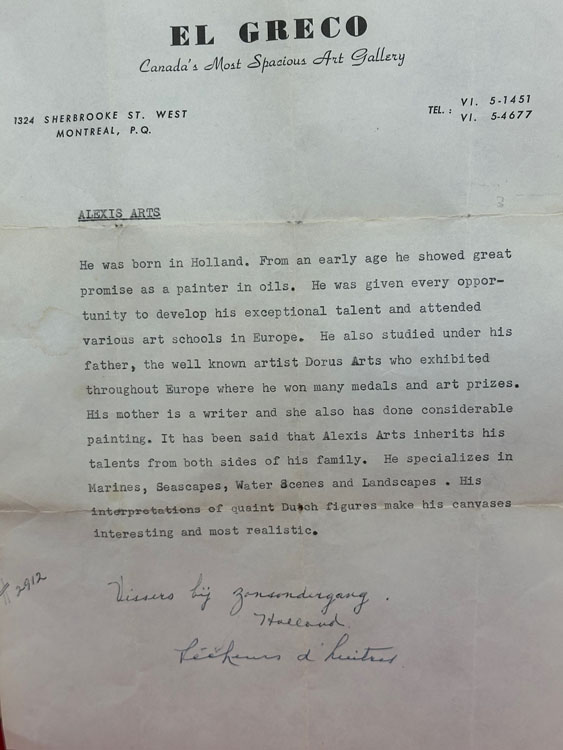 EL GRECO
Canada's Most Spacious Art Gallery
1324 SHERBROOKE ST. WEST
MONTREAL, P.Q.
TEL. : VI. 5-1451
VI. 5-4677
ALEXIS ARTS
He was born in Holland. From an early age he showed great
promise as a painter in oils. He was given every oppor-
tunity to develop his exceptional talent and attended
various art schools in Europe. He also studied under his
father, the well known artist Dorus Arts who exhibited
throughout Europe where he won many medals and art prizes.
His mother is a writer and she also has done considerable
painting. It has been said that Alexis Arts inherits his
talents from both sides of his family. He specializes in
Marines, Seascapes, Water Scenes and Landscapes . His
interpretations of quaint Dutch figures make his canvases
interesting and most realistic.
# 2912
Vissers bij zonsondergang .
Holland.
Pêcheurs d'huitres.